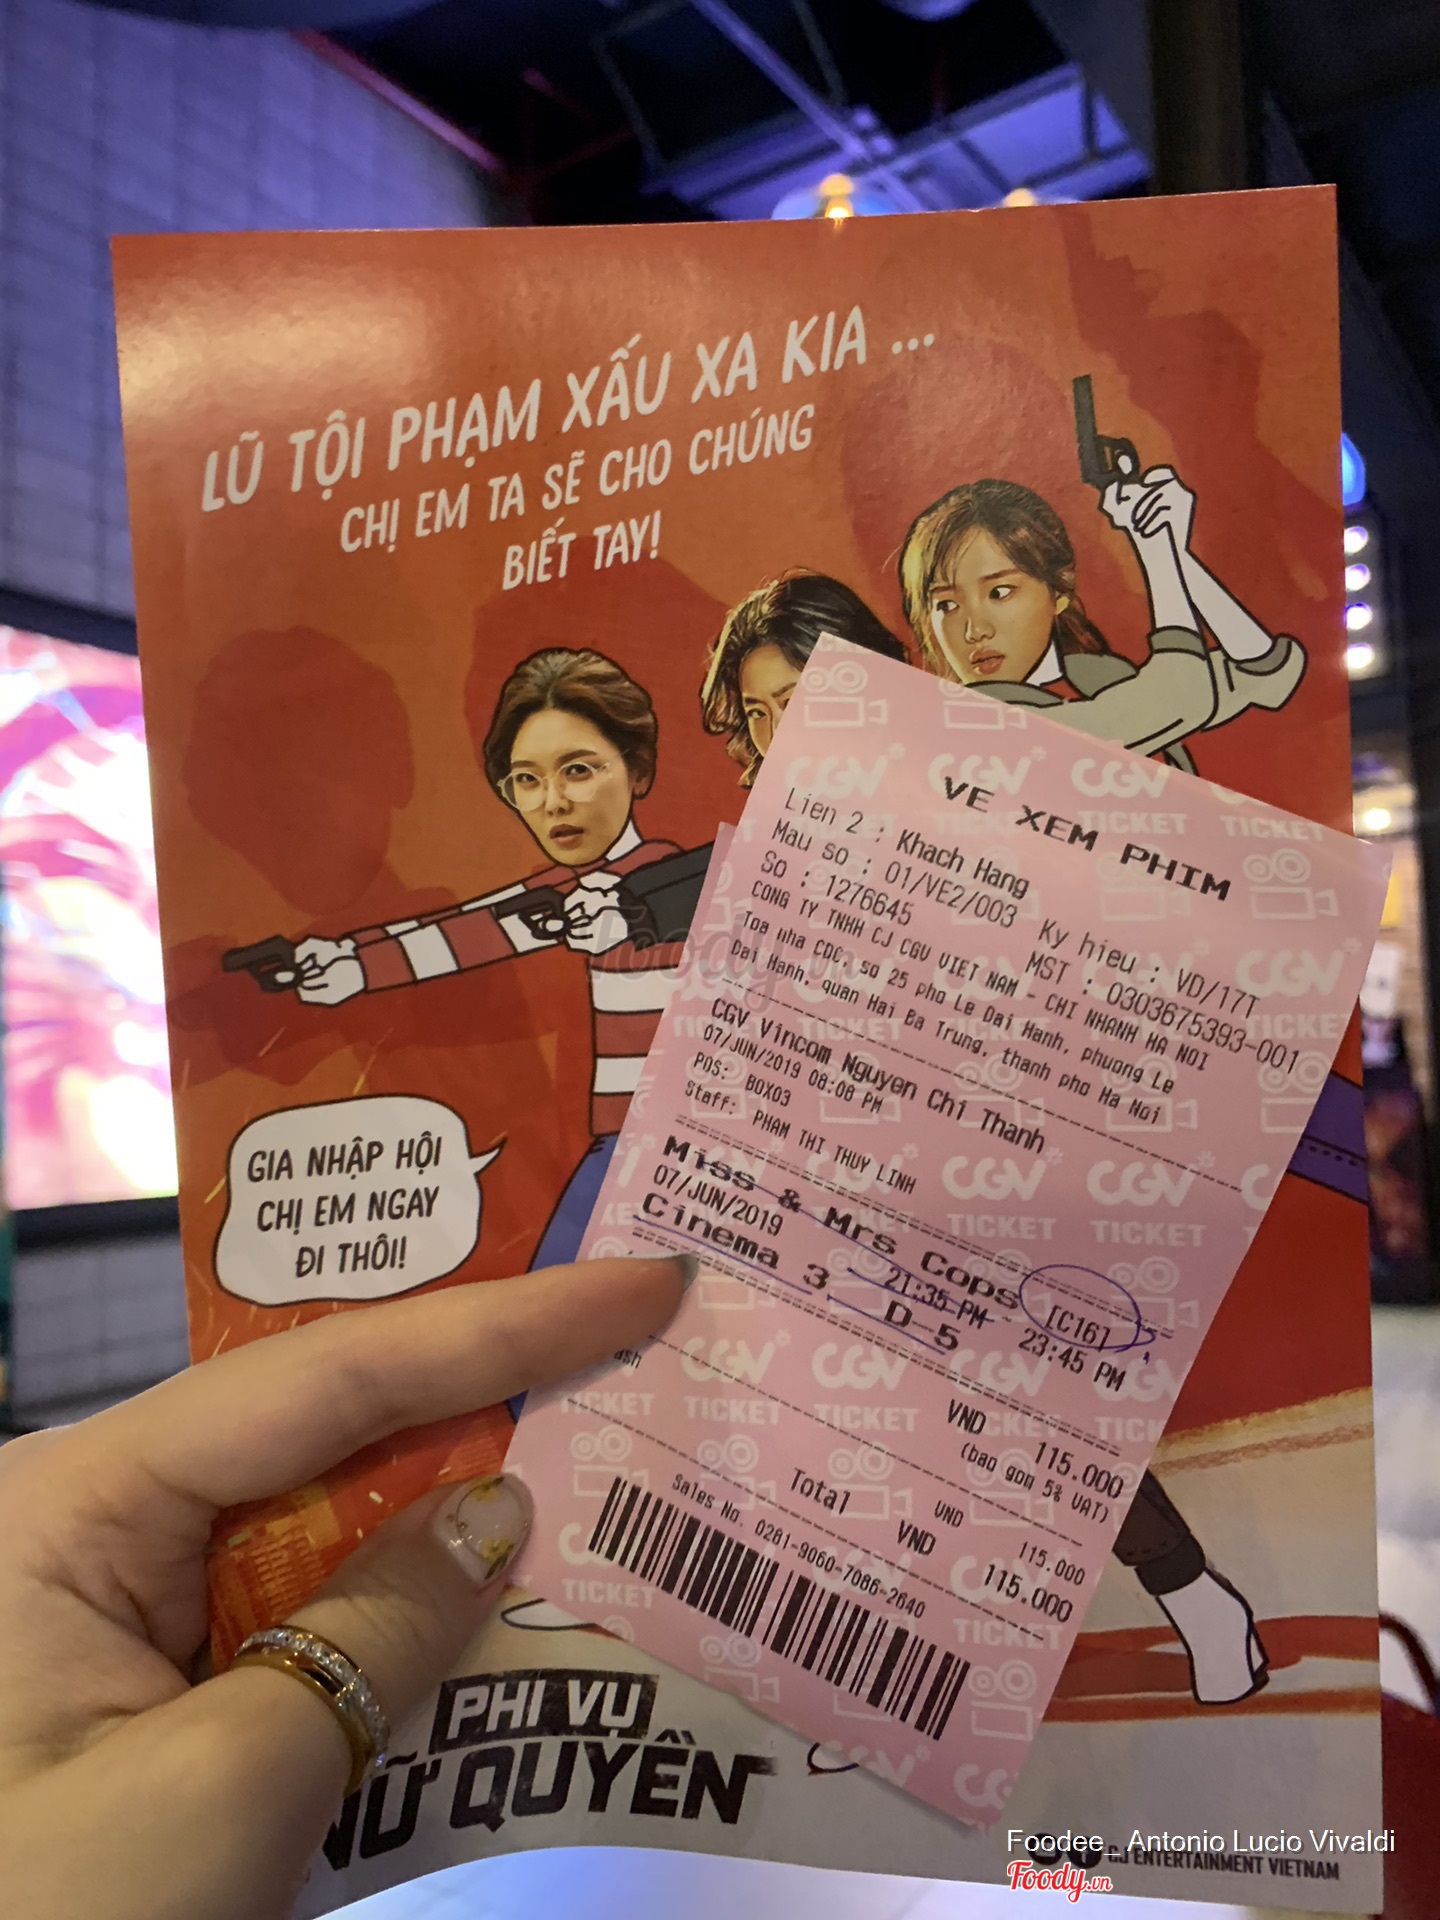 LŨ TỘI PHẠM XẤU XA KIA ...
CHỊ EM TA SẼ CHO CHÚNG
BIẾT TAY!
GIA NHẬP HỘI
CHỊ EM NGAY
ĐI THÔI!
VE XEM PHIM
Lien 2 : Khach Hang
Mau so : 01/VE2/003 Ky hieu : VD/17T
So : 1276645 MST : 0303675393-001
CONG TY TNHH CJ CGV VIET NAM - CHI NHANH HA NOI
Toa nha CDC, so 25 pho Le Dai Hanh, phuong Le
Dai Hanh, quan Hai Ba Trung, thanh pho Ha Noi
CGV Vincom Nguyen Chi Thanh
07/JUN/2019 08:08 PM
POS: BOX03
Staff: PHAM THI THUY LINH
Miss & Mrs Cops [C16]
07/JUN/2019 21:35 PM - 23:45 PM
Cinema 3 D 5
VND 115.000
(bao gom 5% VAT)
VND 115.000
Total VND 115.000
Sales No. 0281-9060-7086-2640
CGV
TICKET
PHI VỤ
NỮ QUYỀN
CJ ENTERTAINMENT VIETNAM
Foodee_ Antonio Lucio Vivaldi
Foody.vn
Foody.vn